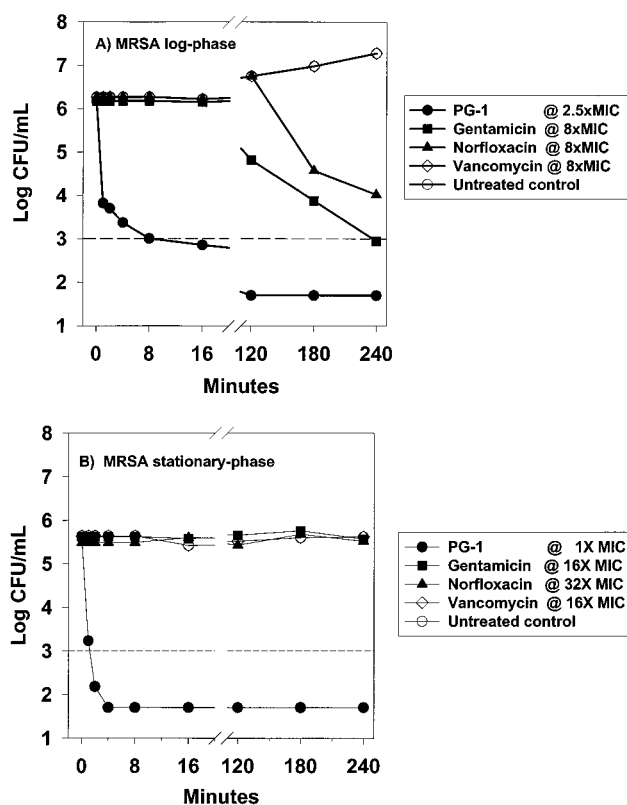 8
A) MRSA log-phase
7
6
5
4
3
2
1
Log CFU/mL
0 8 16 120 180 240
Minutes
PG-1 @ 2.5xMIC
Gentamicin @ 8xMIC
Norfloxacin @ 8xMIC
Vancomycin @ 8xMIC
Untreated control
8
B) MRSA stationary-phase
7
6
5
4
3
2
1
Log CFU/mL
0 8 16 120 180 240
Minutes
PG-1 @ 1X MIC
Gentamicin @ 16X MIC
Norfloxacin @ 32X MIC
Vancomycin @ 16X MIC
Untreated control